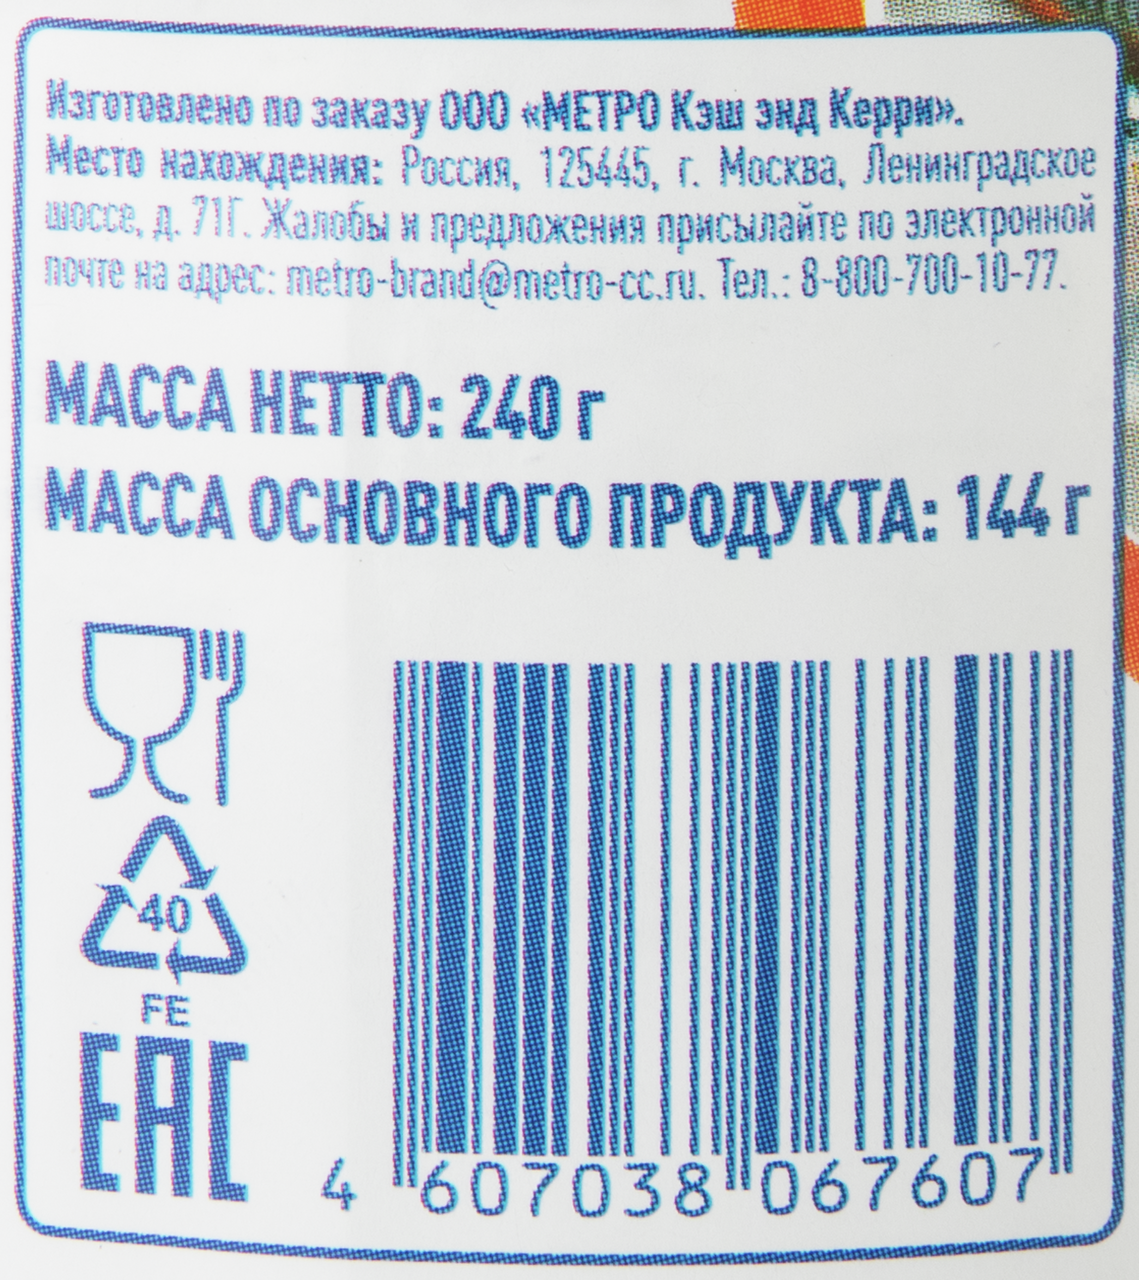 Изготовлено по заказу ООО «МЕТРО Кэш энд Керри».
Место нахождения: Россия, 125445, г. Москва, Ленинградское
шоссе, д. 71Г. Жалобы и предложения присылайте по электронной
почте на адрес: metro-brand@metro-cc.ru. Тел.: 8-800-700-10-77.
МАССА НЕТТО: 240 г
МАССА ОСНОВНОГО ПРОДУКТА: 144 г
40
FE
EAC
4 607038 067607